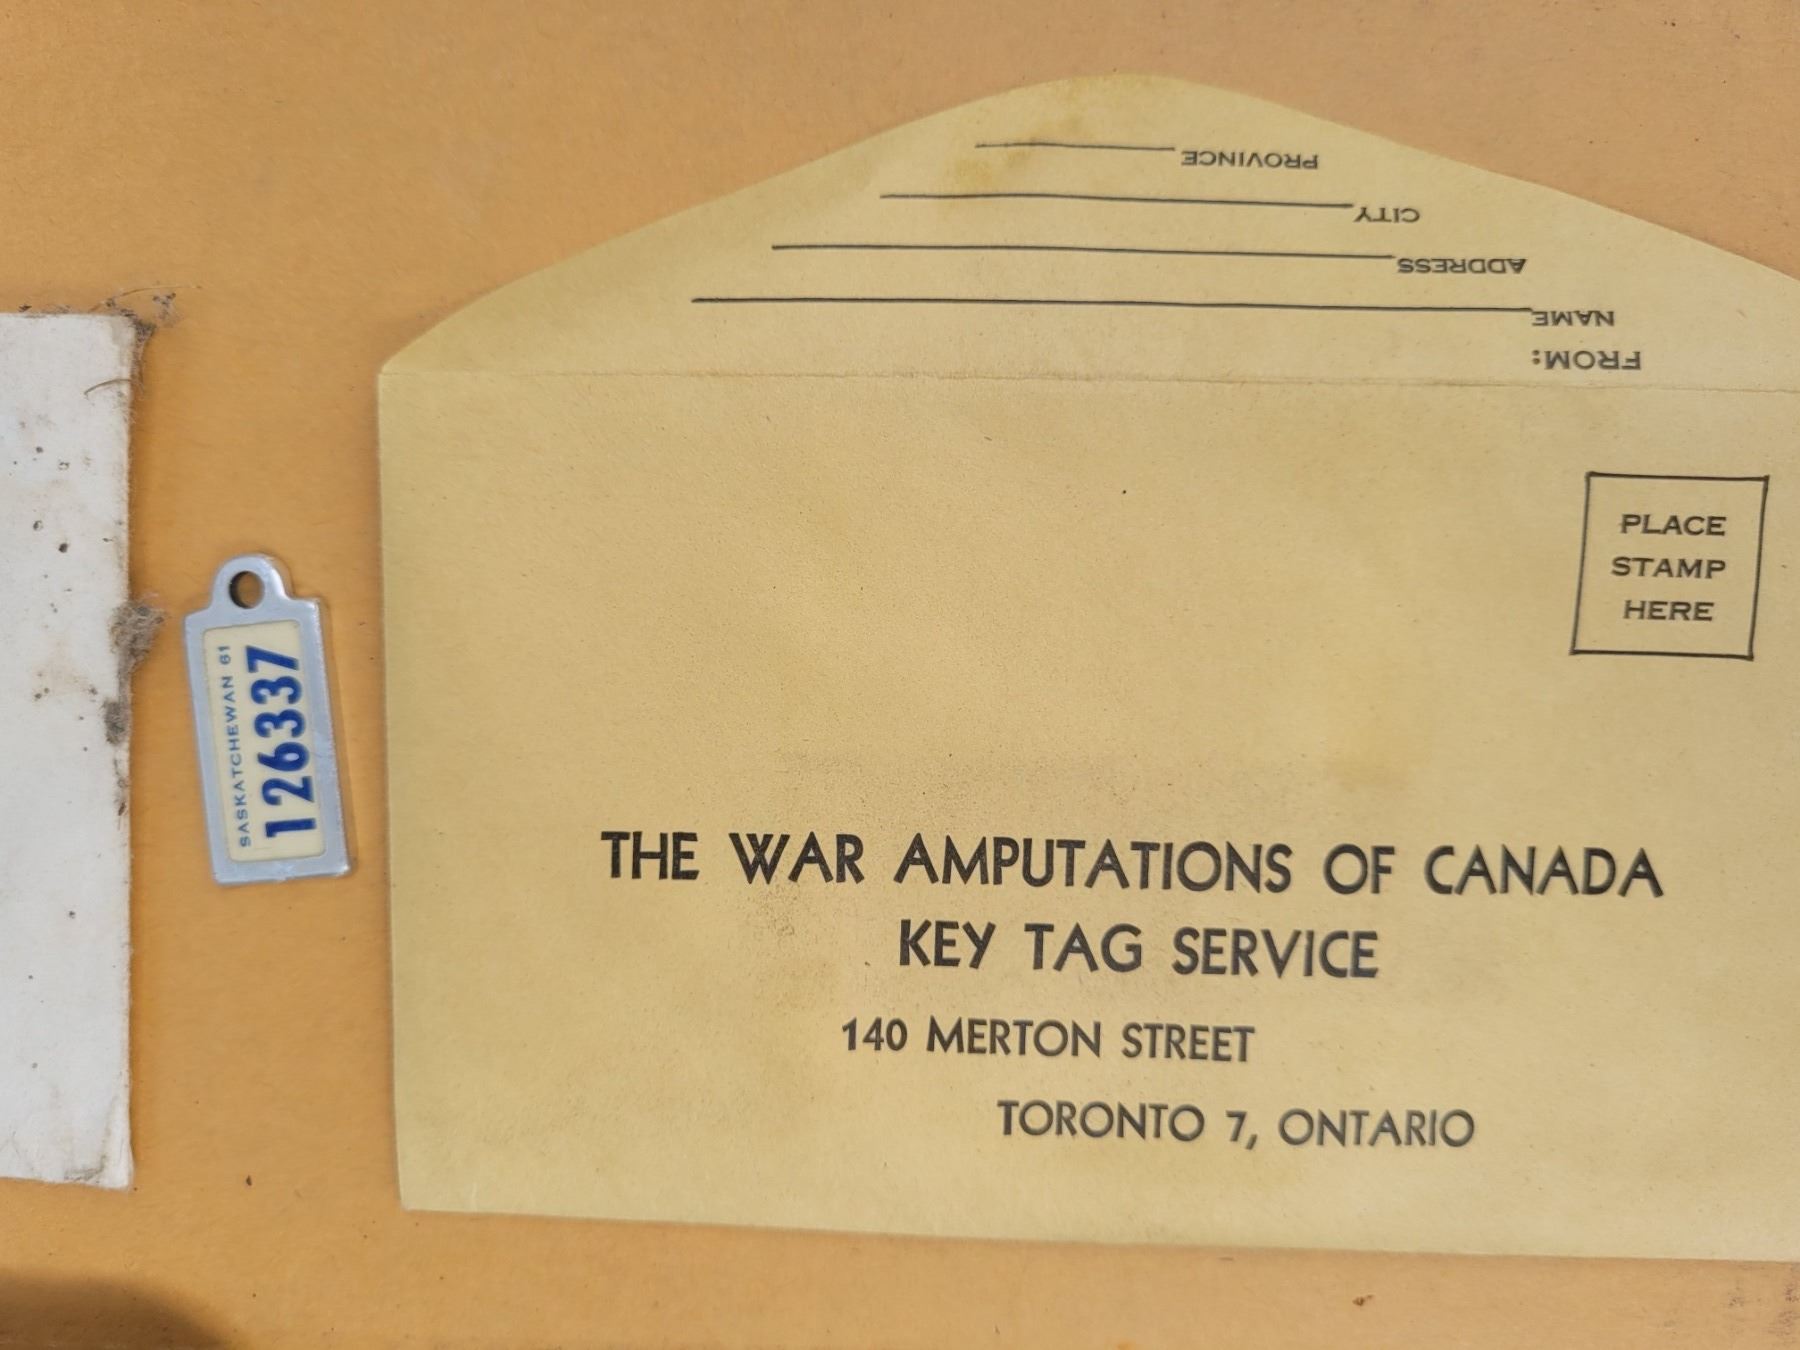 SASKATCHEWAN 61
126337
FROM:
NAME
ADDRESS
CITY
PROVINCE
PLACE
STAMP
HERE
THE WAR AMPUTATIONS OF CANADA
KEY TAG SERVICE
140 MERTON STREET
TORONTO 7, ONTARIO